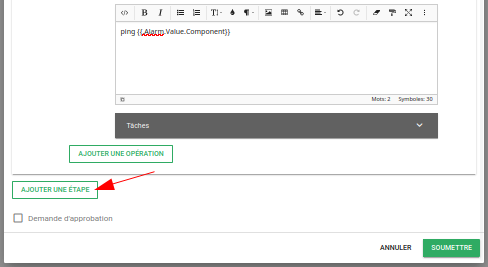 ping {{.Alarm.Value.Component}}
Mots: 2 Symboles: 30
Tâches
AJOUTER UNE OPÉRATION
AJOUTER UNE ÉTAPE
Demande d'approbation
ANNULER SOUMETTRE